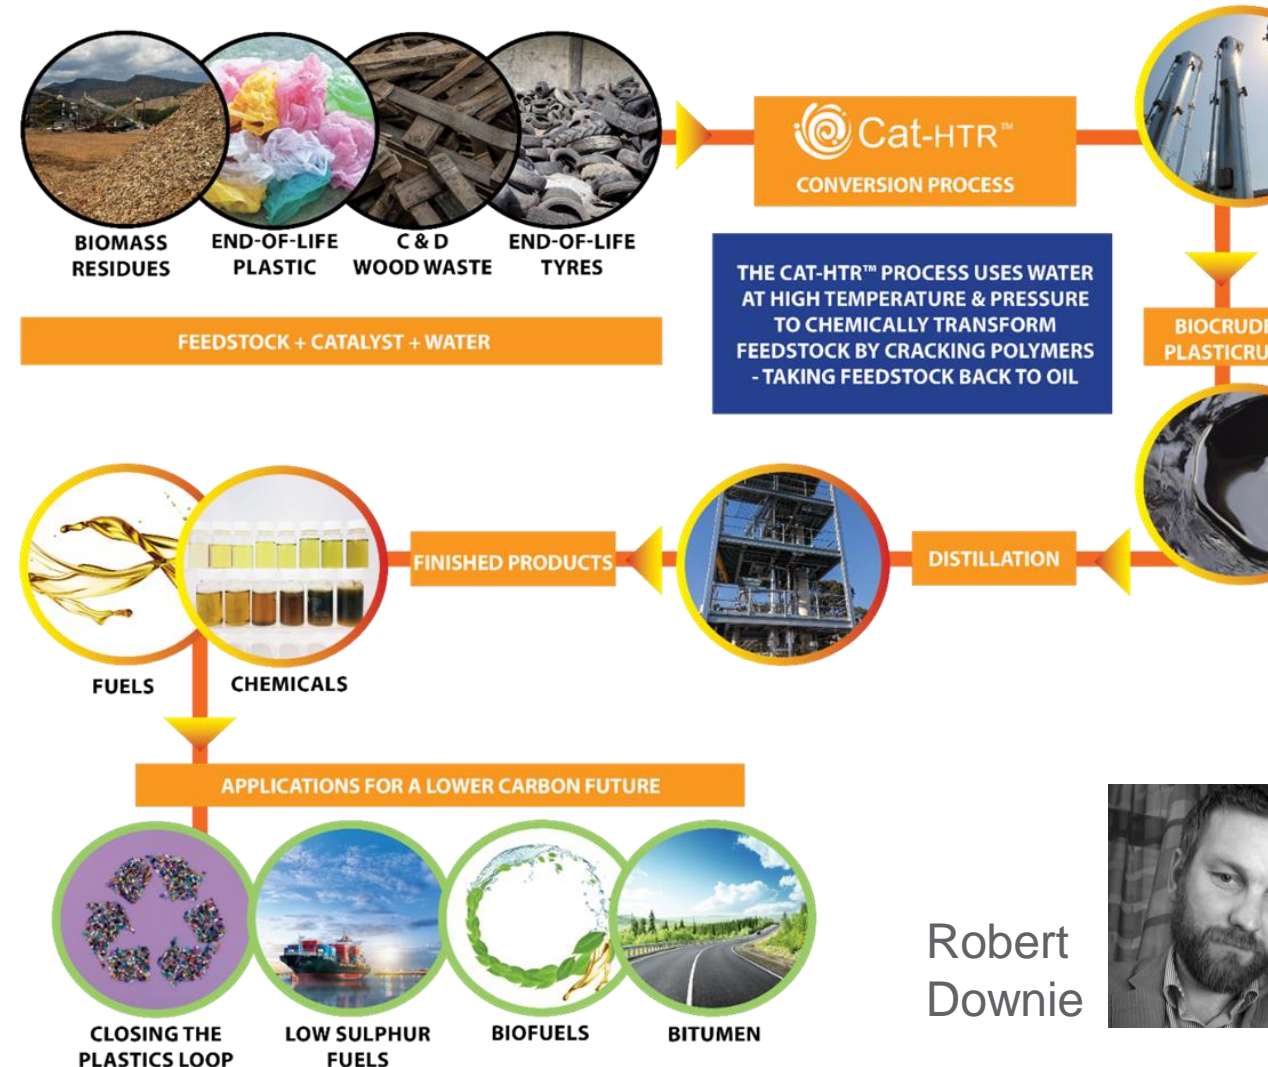 Cat-HTR™
CONVERSION PROCESS
BIOMASS
RESIDUES
END-OF-LIFE
PLASTIC
C & D
WOOD WASTE
END-OF-LIFE
TYRES
THE CAT-HTR™ PROCESS USES WATER
AT HIGH TEMPERATURE & PRESSURE
TO CHEMICALLY TRANSFORM
FEEDSTOCK BY CRACKING POLYMERS
- TAKING FEEDSTOCK BACK TO OIL
FEEDSTOCK + CATALYST + WATER
BIOCRUDE
PLASTICRU
FINISHED PRODUCTS
DISTILLATION
FUELS
CHEMICALS
APPLICATIONS FOR A LOWER CARBON FUTURE
CLOSING THE
PLASTICS LOOP
LOW SULPHUR
FUELS
BIOFUELS
BITUMEN
Robert
Downie